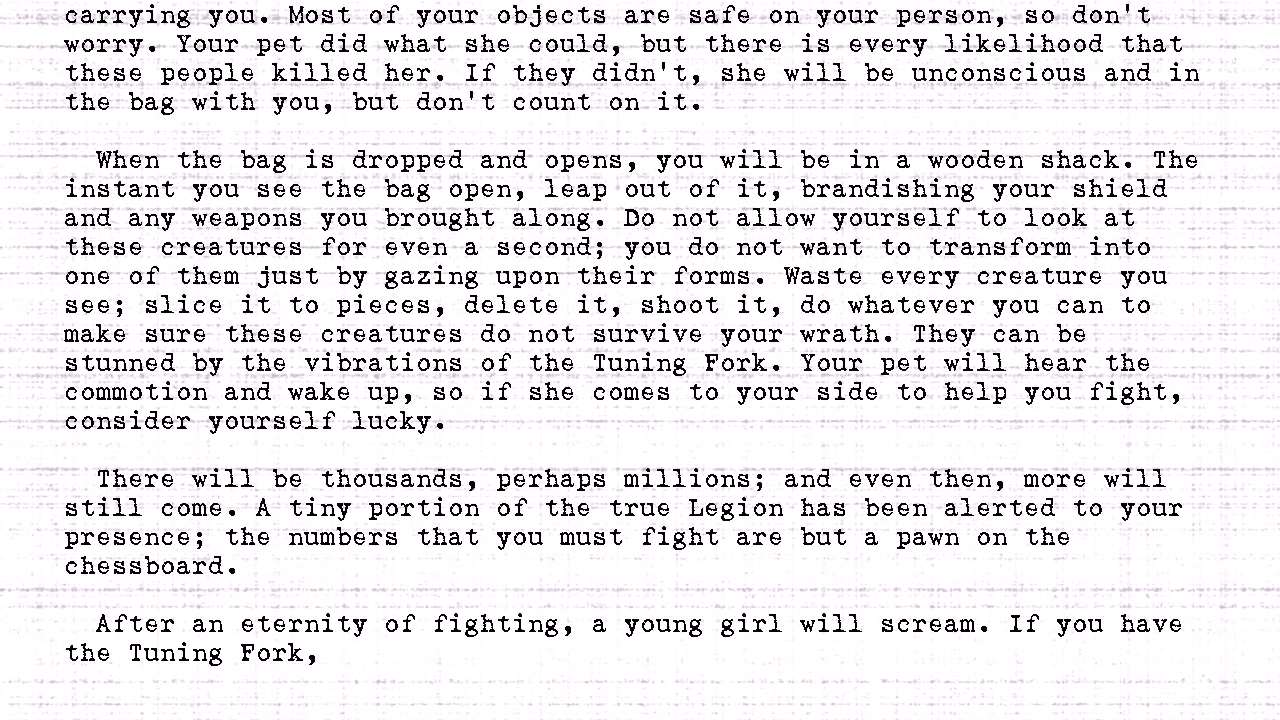 carrying you. Most of your objects are safe on your person, so don't
worry. Your pet did what she could, but there is every likelihood that
these people killed her. If they didn't, she will be unconscious and in
the bag with you, but don't count on it.
When the bag is dropped and opens, you will be in a wooden shack. The
instant you see the bag open, leap out of it, brandishing your shield
and any weapons you brought along. Do not allow yourself to look at
these creatures for even a second; you do not want to transform into
one of them just by gazing upon their forms. Waste every creature you
see; slice it to pieces, delete it, shoot it, do whatever you can to
make sure these creatures do not survive your wrath. They can be
stunned by the vibrations of the Tuning Fork. Your pet will hear the
commotion and wake up, so if she comes to your side to help you fight,
consider yourself lucky.
There will be thousands, perhaps millions; and even then, more will
still come. A tiny portion of the true Legion has been alerted to your
presence; the numbers that you must fight are but a pawn on the
chessboard.
After an eternity of fighting, a young girl will scream. If you have
the Tuning Fork,